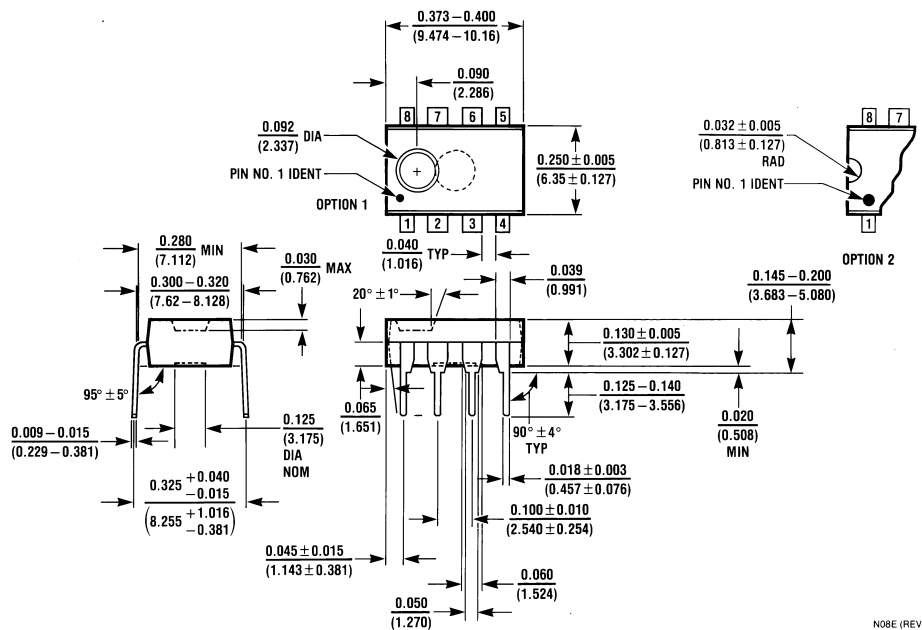 0.373 – 0.400
(9.474 – 10.16)
0.090
(2.286)
8 7 6 5
0.092 DIA
(2.337)
PIN NO. 1 IDENT
OPTION 1
+
0.250 ± 0.005
(6.35 ± 0.127)
1 2 3 4
0.032 ± 0.005
(0.813 ± 0.127)
RAD
PIN NO. 1 IDENT
8 7
1
OPTION 2
0.280 MIN
(7.112)
0.300 – 0.320
(7.62 – 8.128)
0.030 MAX
(0.762)
0.040 TYP
(1.016)
0.039
(0.991)
20° ± 1°
0.145 – 0.200
(3.683 – 5.080)
0.130 ± 0.005
(3.302 ± 0.127)
0.125 – 0.140
(3.175 – 3.556)
0.020
(0.508)
MIN
95° ± 5°
0.009 – 0.015
(0.229 – 0.381)
0.125
(3.175)
DIA
NOM
0.065
(1.651)
90° ± 4°
TYP
0.018 ± 0.003
(0.457 ± 0.076)
0.325 +0.040
–0.015
(8.255 +1.016
–0.381)
0.100 ± 0.010
(2.540 ± 0.254)
0.045 ± 0.015
(1.143 ± 0.381)
0.060
(1.524)
0.050
(1.270)
N08E (REV